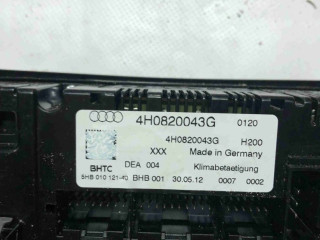 4H0820043G 0120
4H0820043G H200
XXX Made in Germany
BHTC DEA 004 Klimabetaetigung
5HB 010 121-40 BHB 001 30.05.12 0007 0002